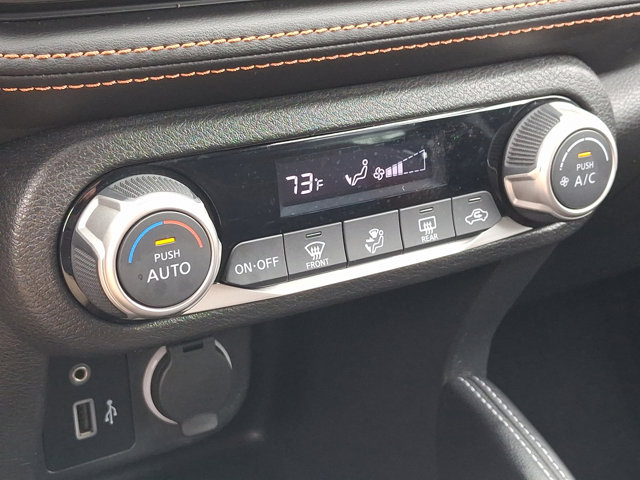 73°F
PUSH
AUTO
ON·OFF
FRONT
REAR
PUSH
A/C